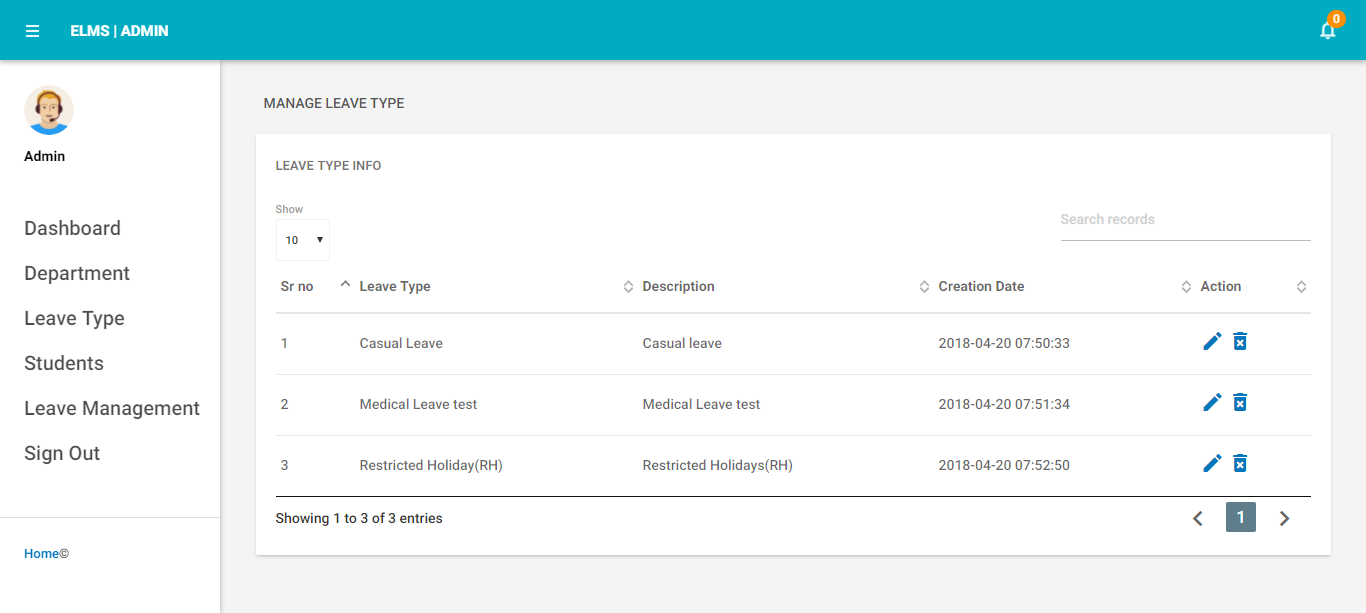 ELMS | ADMIN
0
Admin
Dashboard
Department
Leave Type
Students
Leave Management
Sign Out
Home©
MANAGE LEAVE TYPE
LEAVE TYPE INFO
Show
10
Search records
Sr no Leave Type Description Creation Date Action
1 Casual Leave Casual leave 2018-04-20 07:50:33
2 Medical Leave test Medical Leave test 2018-04-20 07:51:34
3 Restricted Holiday(RH) Restricted Holidays(RH) 2018-04-20 07:52:50
Showing 1 to 3 of 3 entries
1